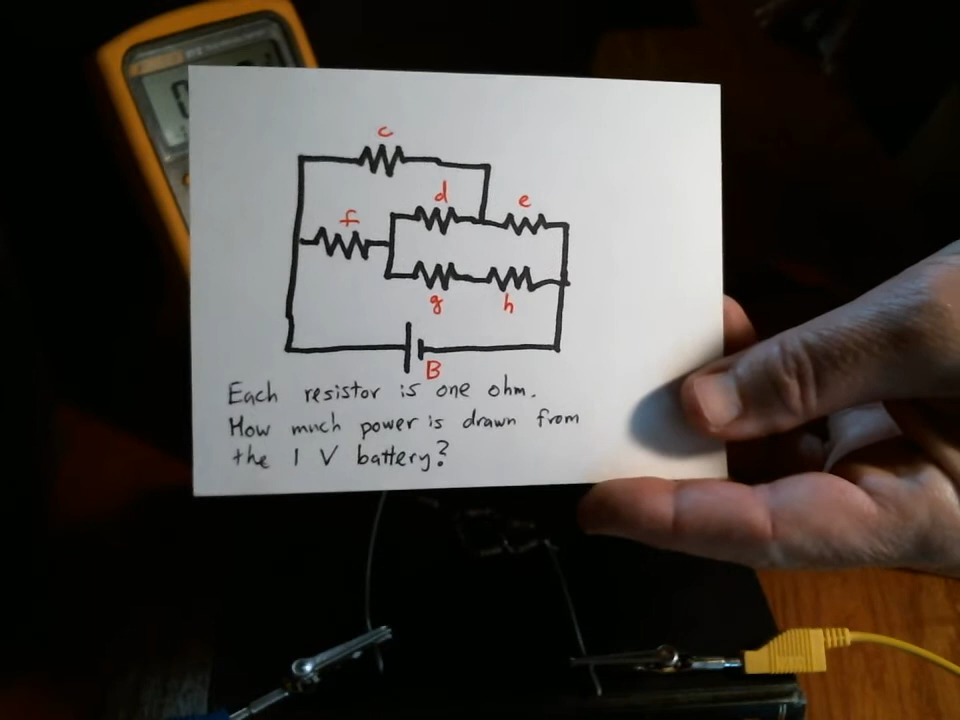 c
d e
f
g h
B
Each resistor is one ohm.
How much power is drawn from
the 1 V battery?